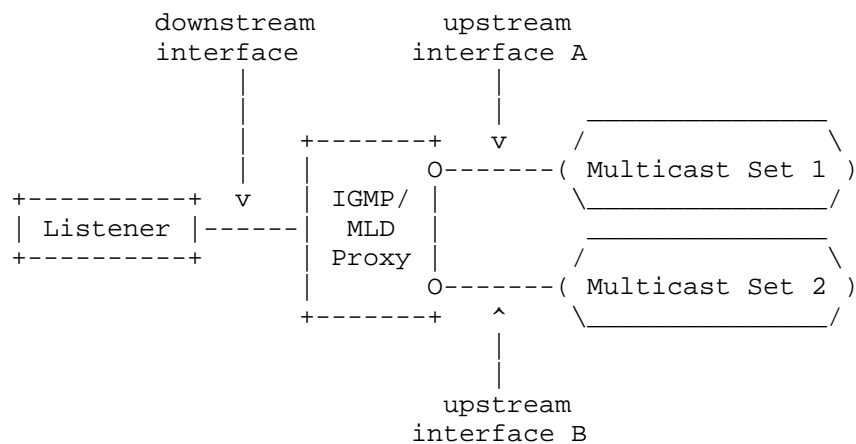 downstream upstream
interface interface A
IGMP/
MLD
Proxy
Listener
Multicast Set 1
Multicast Set 2
upstream
interface B